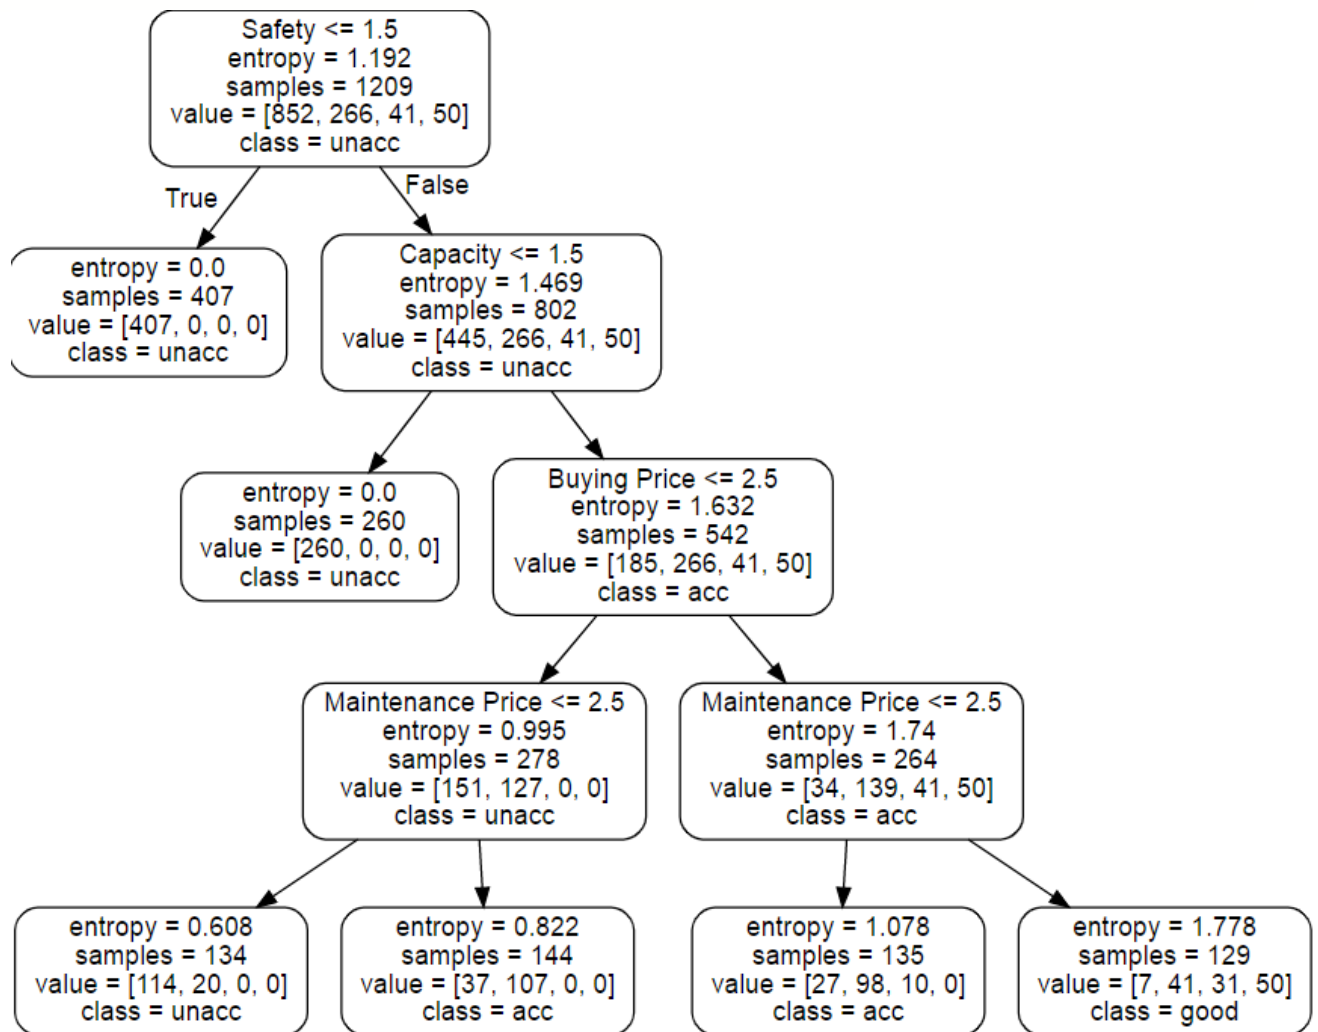 Safety <= 1.5
entropy = 1.192
samples = 1209
value = [852, 266, 41, 50]
class = unacc
True
False
entropy = 0.0
samples = 407
value = [407, 0, 0, 0]
class = unacc
Capacity <= 1.5
entropy = 1.469
samples = 802
value = [445, 266, 41, 50]
class = unacc
entropy = 0.0
samples = 260
value = [260, 0, 0, 0]
class = unacc
Buying Price <= 2.5
entropy = 1.632
samples = 542
value = [185, 266, 41, 50]
class = acc
Maintenance Price <= 2.5
entropy = 0.995
samples = 278
value = [151, 127, 0, 0]
class = unacc
Maintenance Price <= 2.5
entropy = 1.74
samples = 264
value = [34, 139, 41, 50]
class = acc
entropy = 0.608
samples = 134
value = [114, 20, 0, 0]
class = unacc
entropy = 0.822
samples = 144
value = [37, 107, 0, 0]
class = acc
entropy = 1.078
samples = 135
value = [27, 98, 10, 0]
class = acc
entropy = 1.778
samples = 129
value = [7, 41, 31, 50]
class = good